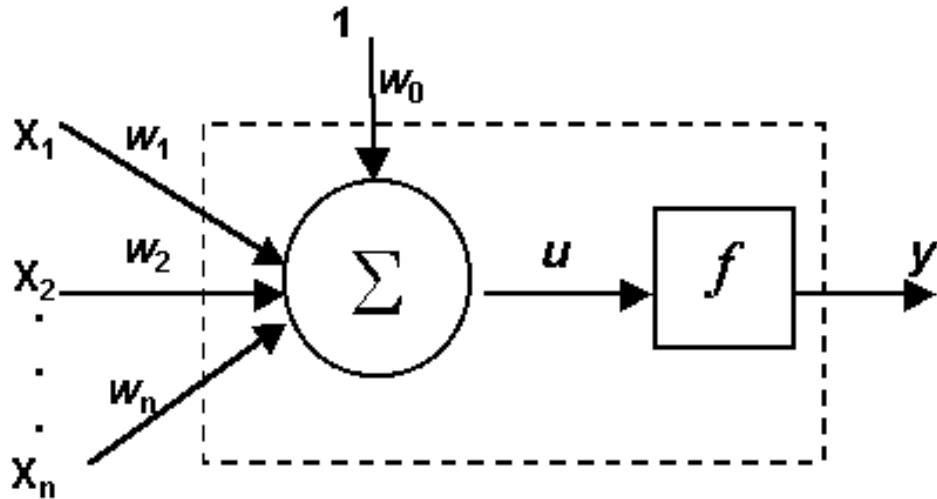 1
w₀
X₁ w₁
X₂ w₂ Σ u f y
.
.
wₙ
.
Xₙ